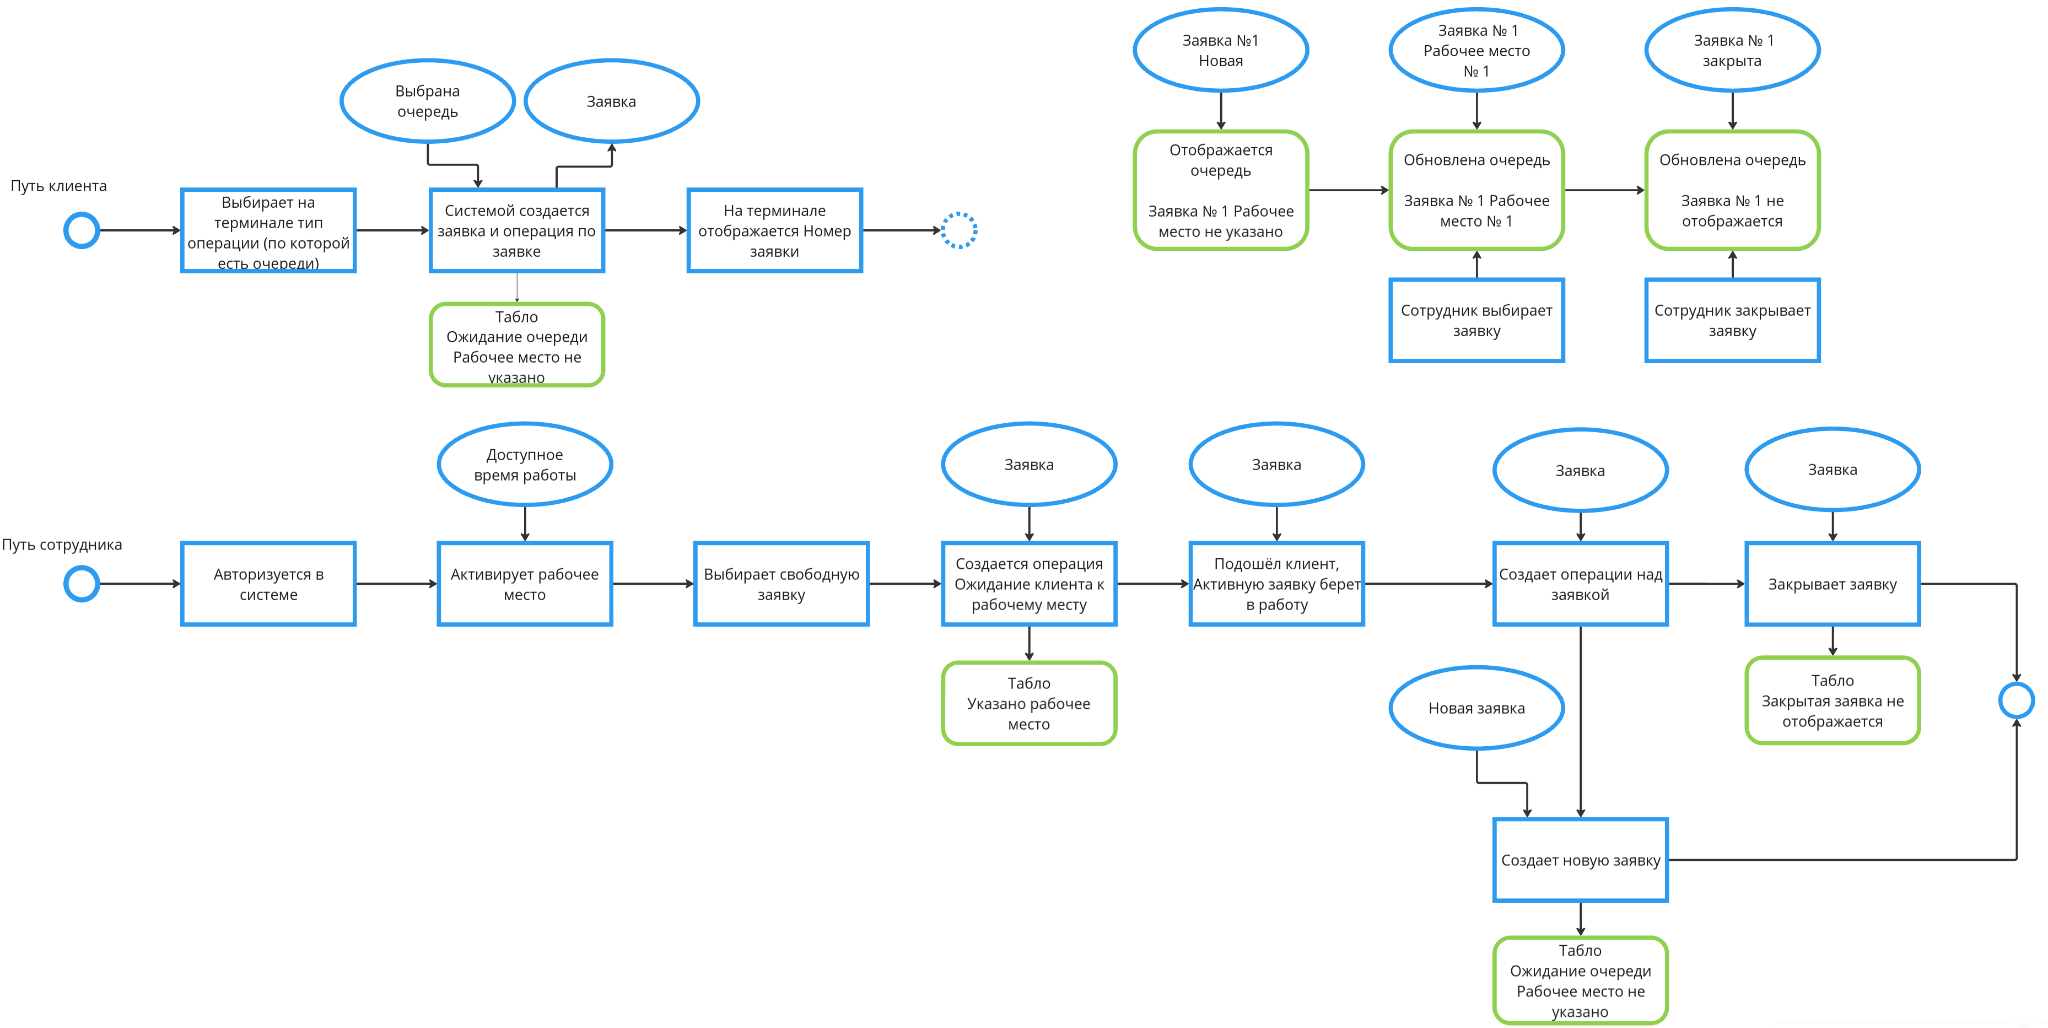 Заявка №1
Новая
Заявка № 1
Рабочее место
№ 1
Заявка № 1
закрыта
Выбрана
очередь
Заявка
Отображается
очередь
Заявка № 1 Рабочее
место не указано
Обновлена очередь
Заявка № 1 Рабочее
место № 1
Обновлена очередь
Заявка № 1 не
отображается
Путь клиента
Выбирает на
терминале тип
операции (по которой
есть очереди)
Системой создается
заявка и операция по
заявке
На терминале
отображается Номер
заявки
Табло
Ожидание очереди
Рабочее место не
указано
Сотрудник выбирает
заявку
Сотрудник закрывает
заявку
Доступное
время работы
Заявка
Заявка
Заявка
Заявка
Путь сотрудника
Авторизуется в
системе
Активирует рабочее
место
Выбирает свободную
заявку
Создается операция
Ожидание клиента к
рабочему месту
Подошёл клиент,
Активную заявку берет
в работу
Создает операции над
заявкой
Закрывает заявку
Табло
Указано рабочее
место
Новая заявка
Табло
Закрытая заявка не
отображается
Создает новую заявку
Табло
Ожидание очереди
Рабочее место не
указано